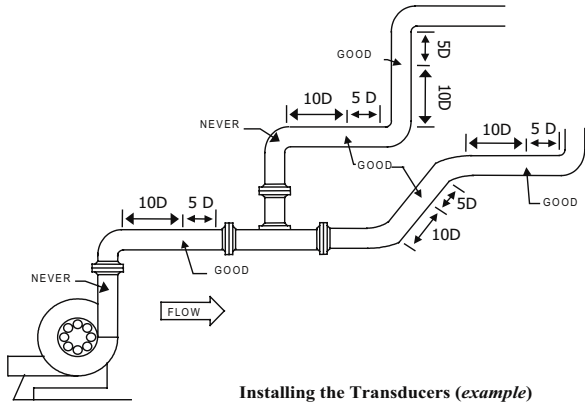 GOOD
5D
10D
10D 5 D
NEVER
10D 5 D
GOOD
GOOD
10D 5 D
5D
10D
GOOD
NEVER
FLOW
Installing the Transducers (example)